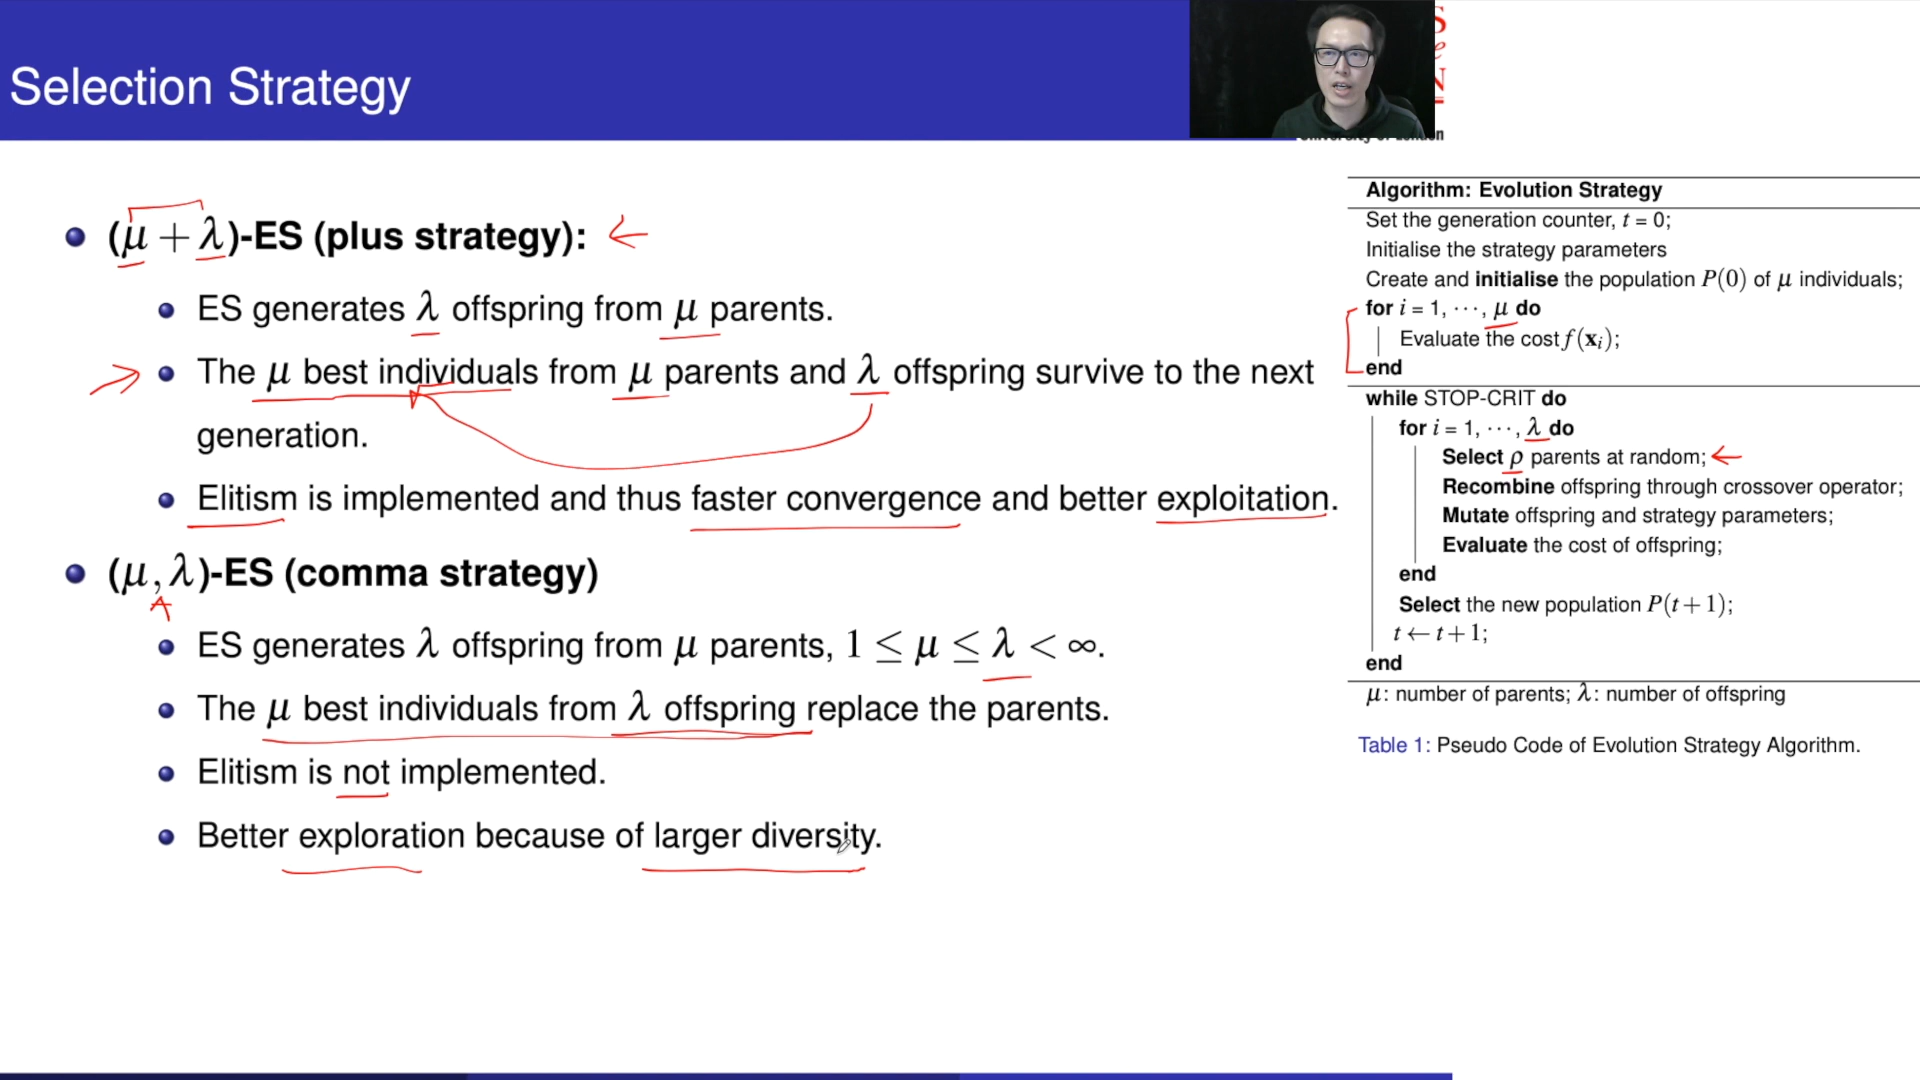 Selection Strategy
(μ + λ)-ES (plus strategy):
ES generates λ offspring from μ parents.
The μ best individuals from μ parents and λ offspring survive to the next
generation.
Elitism is implemented and thus faster convergence and better exploitation.
(μ, λ)-ES (comma strategy)
ES generates λ offspring from μ parents, 1 ≤ μ ≤ λ < ∞.
The μ best individuals from λ offspring replace the parents.
Elitism is not implemented.
Better exploration because of larger diversity.
Algorithm: Evolution Strategy
Set the generation counter, t = 0;
Initialise the strategy parameters
Create and initialise the population P(0) of μ individuals;
for i = 1, ⋯, μ do
Evaluate the cost f(xᵢ);
end
while STOP-CRIT do
for i = 1, ⋯, λ do
Select ρ parents at random;
Recombine offspring through crossover operator;
Mutate offspring and strategy parameters;
Evaluate the cost of offspring;
end
Select the new population P(t + 1);
t ← t + 1;
end
μ: number of parents; λ: number of offspring
Table 1: Pseudo Code of Evolution Strategy Algorithm.